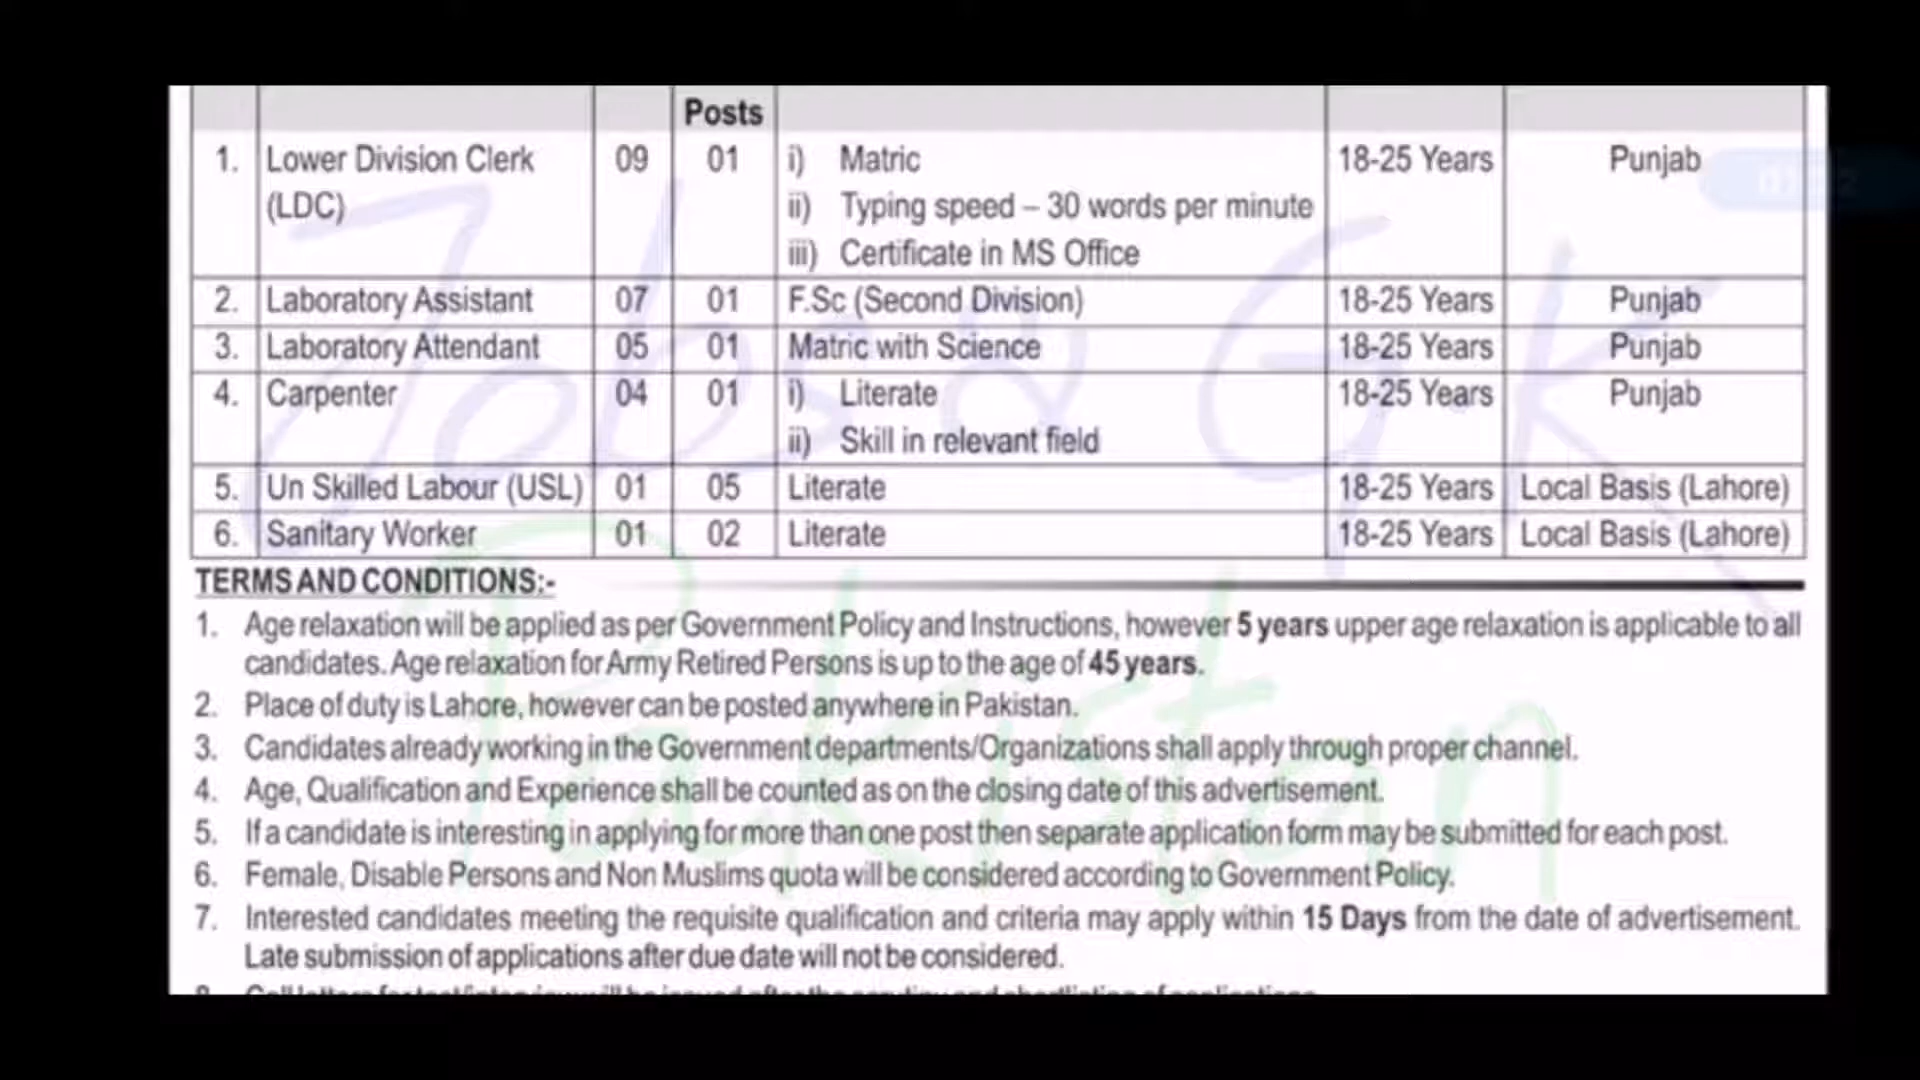 Posts
1. Lower Division Clerk 09 01 i) Matric 18-25 Years Punjab
(LDC) ii) Typing speed – 30 words per minute
iii) Certificate in MS Office
2. Laboratory Assistant 07 01 F.Sc (Second Division) 18-25 Years Punjab
3. Laboratory Attendant 05 01 Matric with Science 18-25 Years Punjab
4. Carpenter 04 01 i) Literate 18-25 Years Punjab
ii) Skill in relevant field
5. Un Skilled Labour (USL) 01 05 Literate 18-25 Years Local Basis (Lahore)
6. Sanitary Worker 01 02 Literate 18-25 Years Local Basis (Lahore)
TERMS AND CONDITIONS:-
1. Age relaxation will be applied as per Government Policy and Instructions, however 5 years upper age relaxation is applicable to all
candidates. Age relaxation for Army Retired Persons is up to the age of 45 years.
2. Place of duty is Lahore, however can be posted anywhere in Pakistan.
3. Candidates already working in the Government departments/Organizations shall apply through proper channel.
4. Age, Qualification and Experience shall be counted as on the closing date of this advertisement.
5. If a candidate is interesting in applying for more than one post then separate application form may be submitted for each post.
6. Female, Disable Persons and Non Muslims quota will be considered according to Government Policy.
7. Interested candidates meeting the requisite qualification and criteria may apply within 15 Days from the date of advertisement.
Late submission of applications after due date will not be considered.
Jobs & G.K
Pakistan